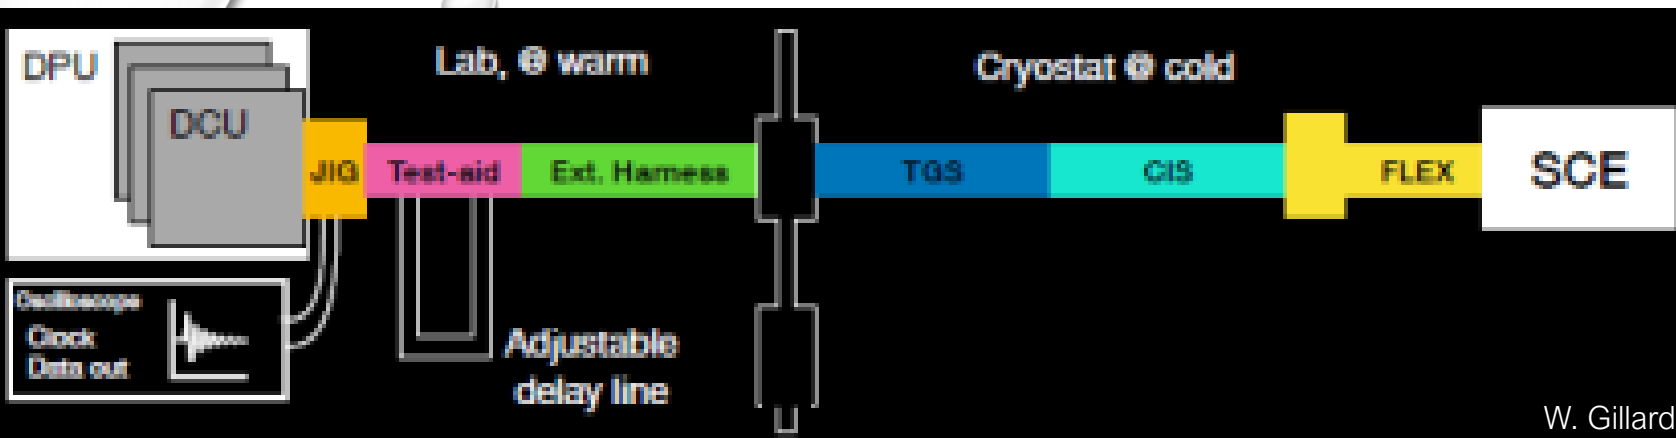 DPU
Lab, @ warm
Cryostat @ cold
DCU
JIG
Test-aid
Ext. Harness
TGS
CIS
FLEX
SCE
Oscilloscope
Clock
Data out
Adjustable
delay line
W. Gillard